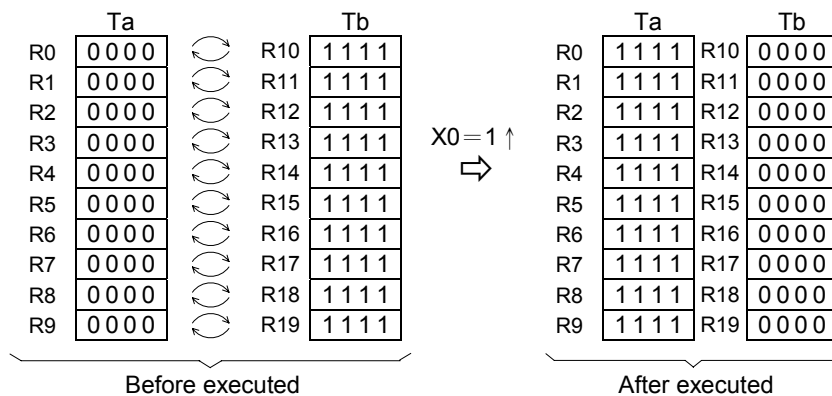 Ta Tb Ta Tb
R0 0000 R10 1111 R0 1111 R10 0000
R1 0000 R11 1111 R1 1111 R11 0000
R2 0000 R12 1111 R2 1111 R12 0000
R3 0000 R13 1111 X0=1↑ R3 1111 R13 0000
R4 0000 R14 1111 ⇨ R4 1111 R14 0000
R5 0000 R15 1111 R5 1111 R15 0000
R6 0000 R16 1111 R6 1111 R16 0000
R7 0000 R17 1111 R7 1111 R17 0000
R8 0000 R18 1111 R8 1111 R18 0000
R9 0000 R19 1111 R9 1111 R19 0000
Before executed After executed